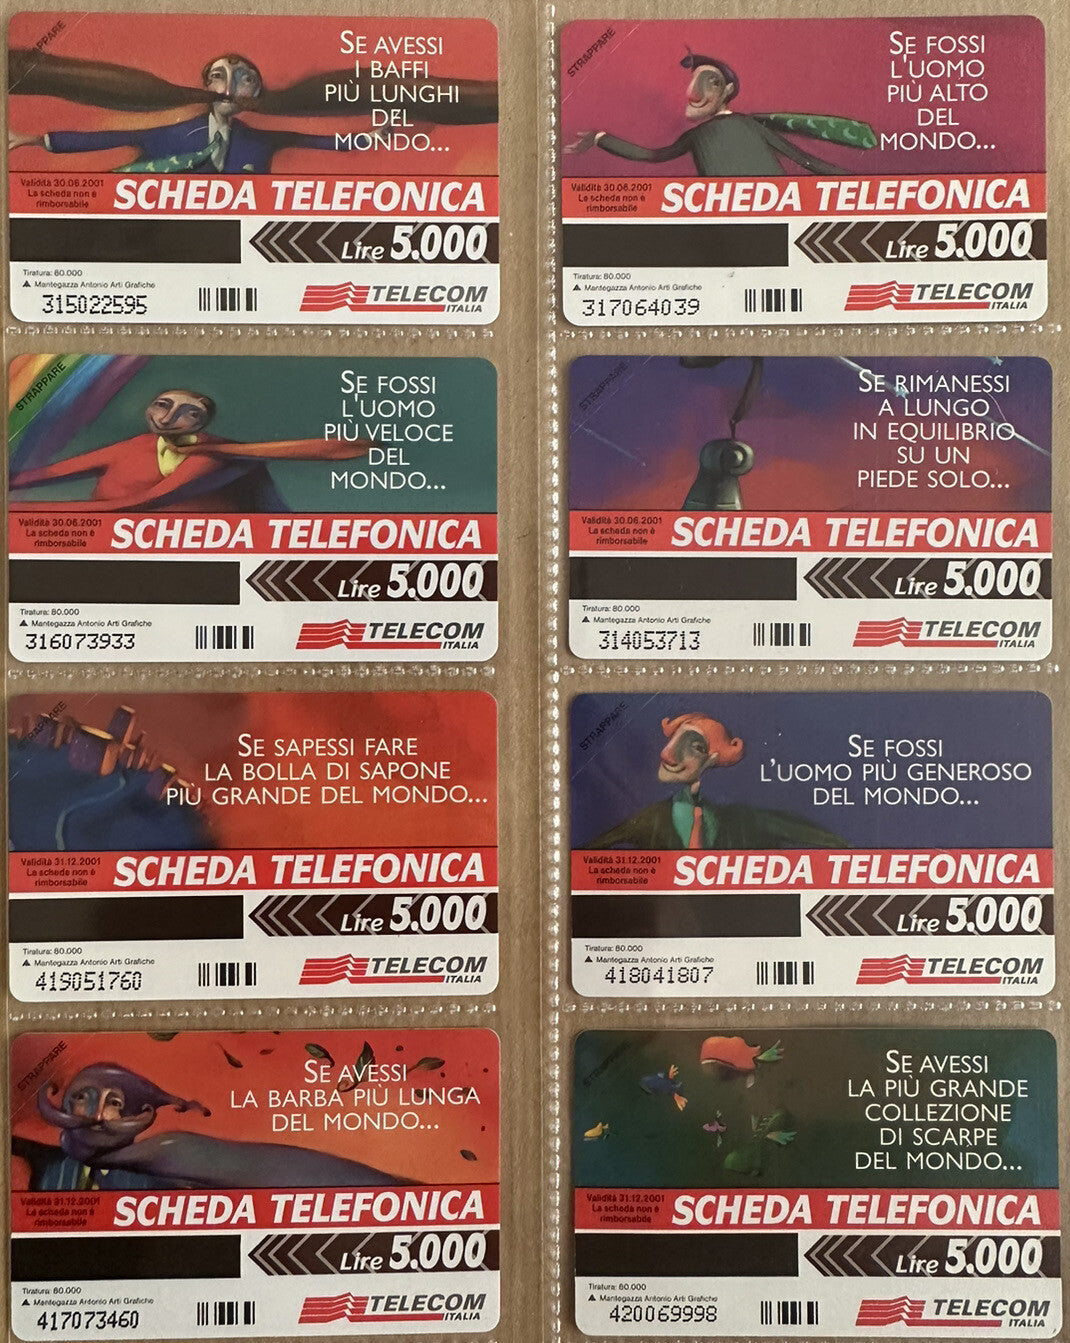 STRAPPARE
SE AVESSI
I BAFFI
PIÙ LUNGHI
DEL
MONDO...
Validità 30.06.2001
La scheda non è
rimborsabile
SCHEDA TELEFONICA
Lire 5.000
Tiratura: 80.000
Mantegazza Antonio Arti Grafiche
315022595
TELECOM
ITALIA
STRAPPARE
SE FOSSI
L'UOMO
PIÙ ALTO
DEL
MONDO...
Validità 30.06.2001
La scheda non è
rimborsabile
SCHEDA TELEFONICA
Lire 5.000
Tiratura: 80.000
Mantegazza Antonio Arti Grafiche
317064039
TELECOM
ITALIA
STRAPPARE
SE FOSSI
L'UOMO
PIÙ VELOCE
DEL
MONDO...
Validità 30.06.2001
La scheda non è
rimborsabile
SCHEDA TELEFONICA
Lire 5.000
Tiratura: 80.000
Mantegazza Antonio Arti Grafiche
316073933
TELECOM
ITALIA
STRAPPARE
SE RIMANESSI
A LUNGO
IN EQUILIBRIO
SU UN
PIEDE SOLO...
Validità 30.06.2001
La scheda non è
rimborsabile
SCHEDA TELEFONICA
Lire 5.000
Tiratura: 80.000
Mantegazza Antonio Arti Grafiche
314053713
TELECOM
ITALIA
STRAPPARE
SE SAPESSI FARE
LA BOLLA DI SAPONE
PIÙ GRANDE DEL MONDO...
Validità 31.12.2001
La scheda non è
rimborsabile
SCHEDA TELEFONICA
Lire 5.000
Tiratura: 80.000
Mantegazza Antonio Arti Grafiche
419051760
TELECOM
ITALIA
STRAPPARE
SE FOSSI
L'UOMO PIÙ GENEROSO
DEL MONDO...
Validità 31.12.2001
La scheda non è
rimborsabile
SCHEDA TELEFONICA
Lire 5.000
Tiratura: 80.000
Mantegazza Antonio Arti Grafiche
418041807
TELECOM
ITALIA
STRAPPARE
SE AVESSI
LA BARBA PIÙ LUNGA
DEL MONDO...
Validità 31.12.2001
La scheda non è
rimborsabile
SCHEDA TELEFONICA
Lire 5.000
Tiratura: 80.000
Mantegazza Antonio Arti Grafiche
417073460
TELECOM
ITALIA
STRAPPARE
SE AVESSI
LA PIÙ GRANDE
COLLEZIONE
DI SCARPE
DEL MONDO...
Validità 31.12.2001
La scheda non è
rimborsabile
SCHEDA TELEFONICA
Lire 5.000
Tiratura: 80.000
Mantegazza Antonio Arti Grafiche
420069998
TELECOM
ITALIA